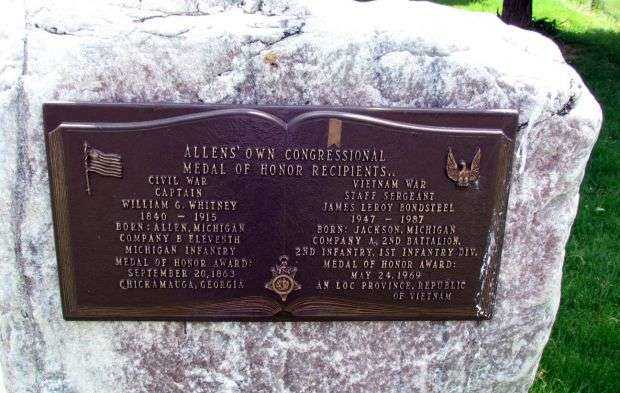 ALLENS' OWN CONGRESSIONAL
MEDAL OF HONOR RECIPIENTS..
CIVIL WAR
CAPTAIN
WILLIAM G. WHITNEY
1840 - 1915
BORN: ALLEN, MICHIGAN
COMPANY B ELEVENTH
MICHIGAN INFANTRY
MEDAL OF HONOR AWARD:
SEPTEMBER 20, 1863
CHICKAMAUGA, GEORGIA
VIETNAM WAR
STAFF SERGEANT
JAMES LEROY BONDSTEEL
1947 - 1987
BORN: JACKSON, MICHIGAN
COMPANY A, 2ND BATTALION,
2ND INFANTRY, 1ST INFANTRY DIV.
MEDAL OF HONOR AWARD:
MAY 24, 1969
AN LOC PROVINCE, REPUBLIC
OF VIETNAM